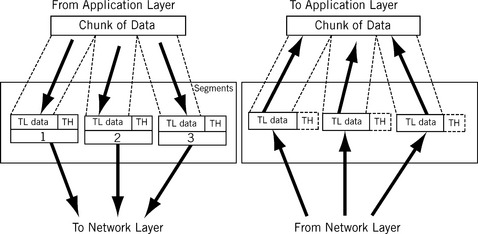 From Application Layer
To Application Layer
Chunk of Data
Chunk of Data
Segments
TL data TH
TL data TH
TL data TH
1
2
3
TL data TH
TL data TH
TL data TH
To Network Layer
From Network Layer